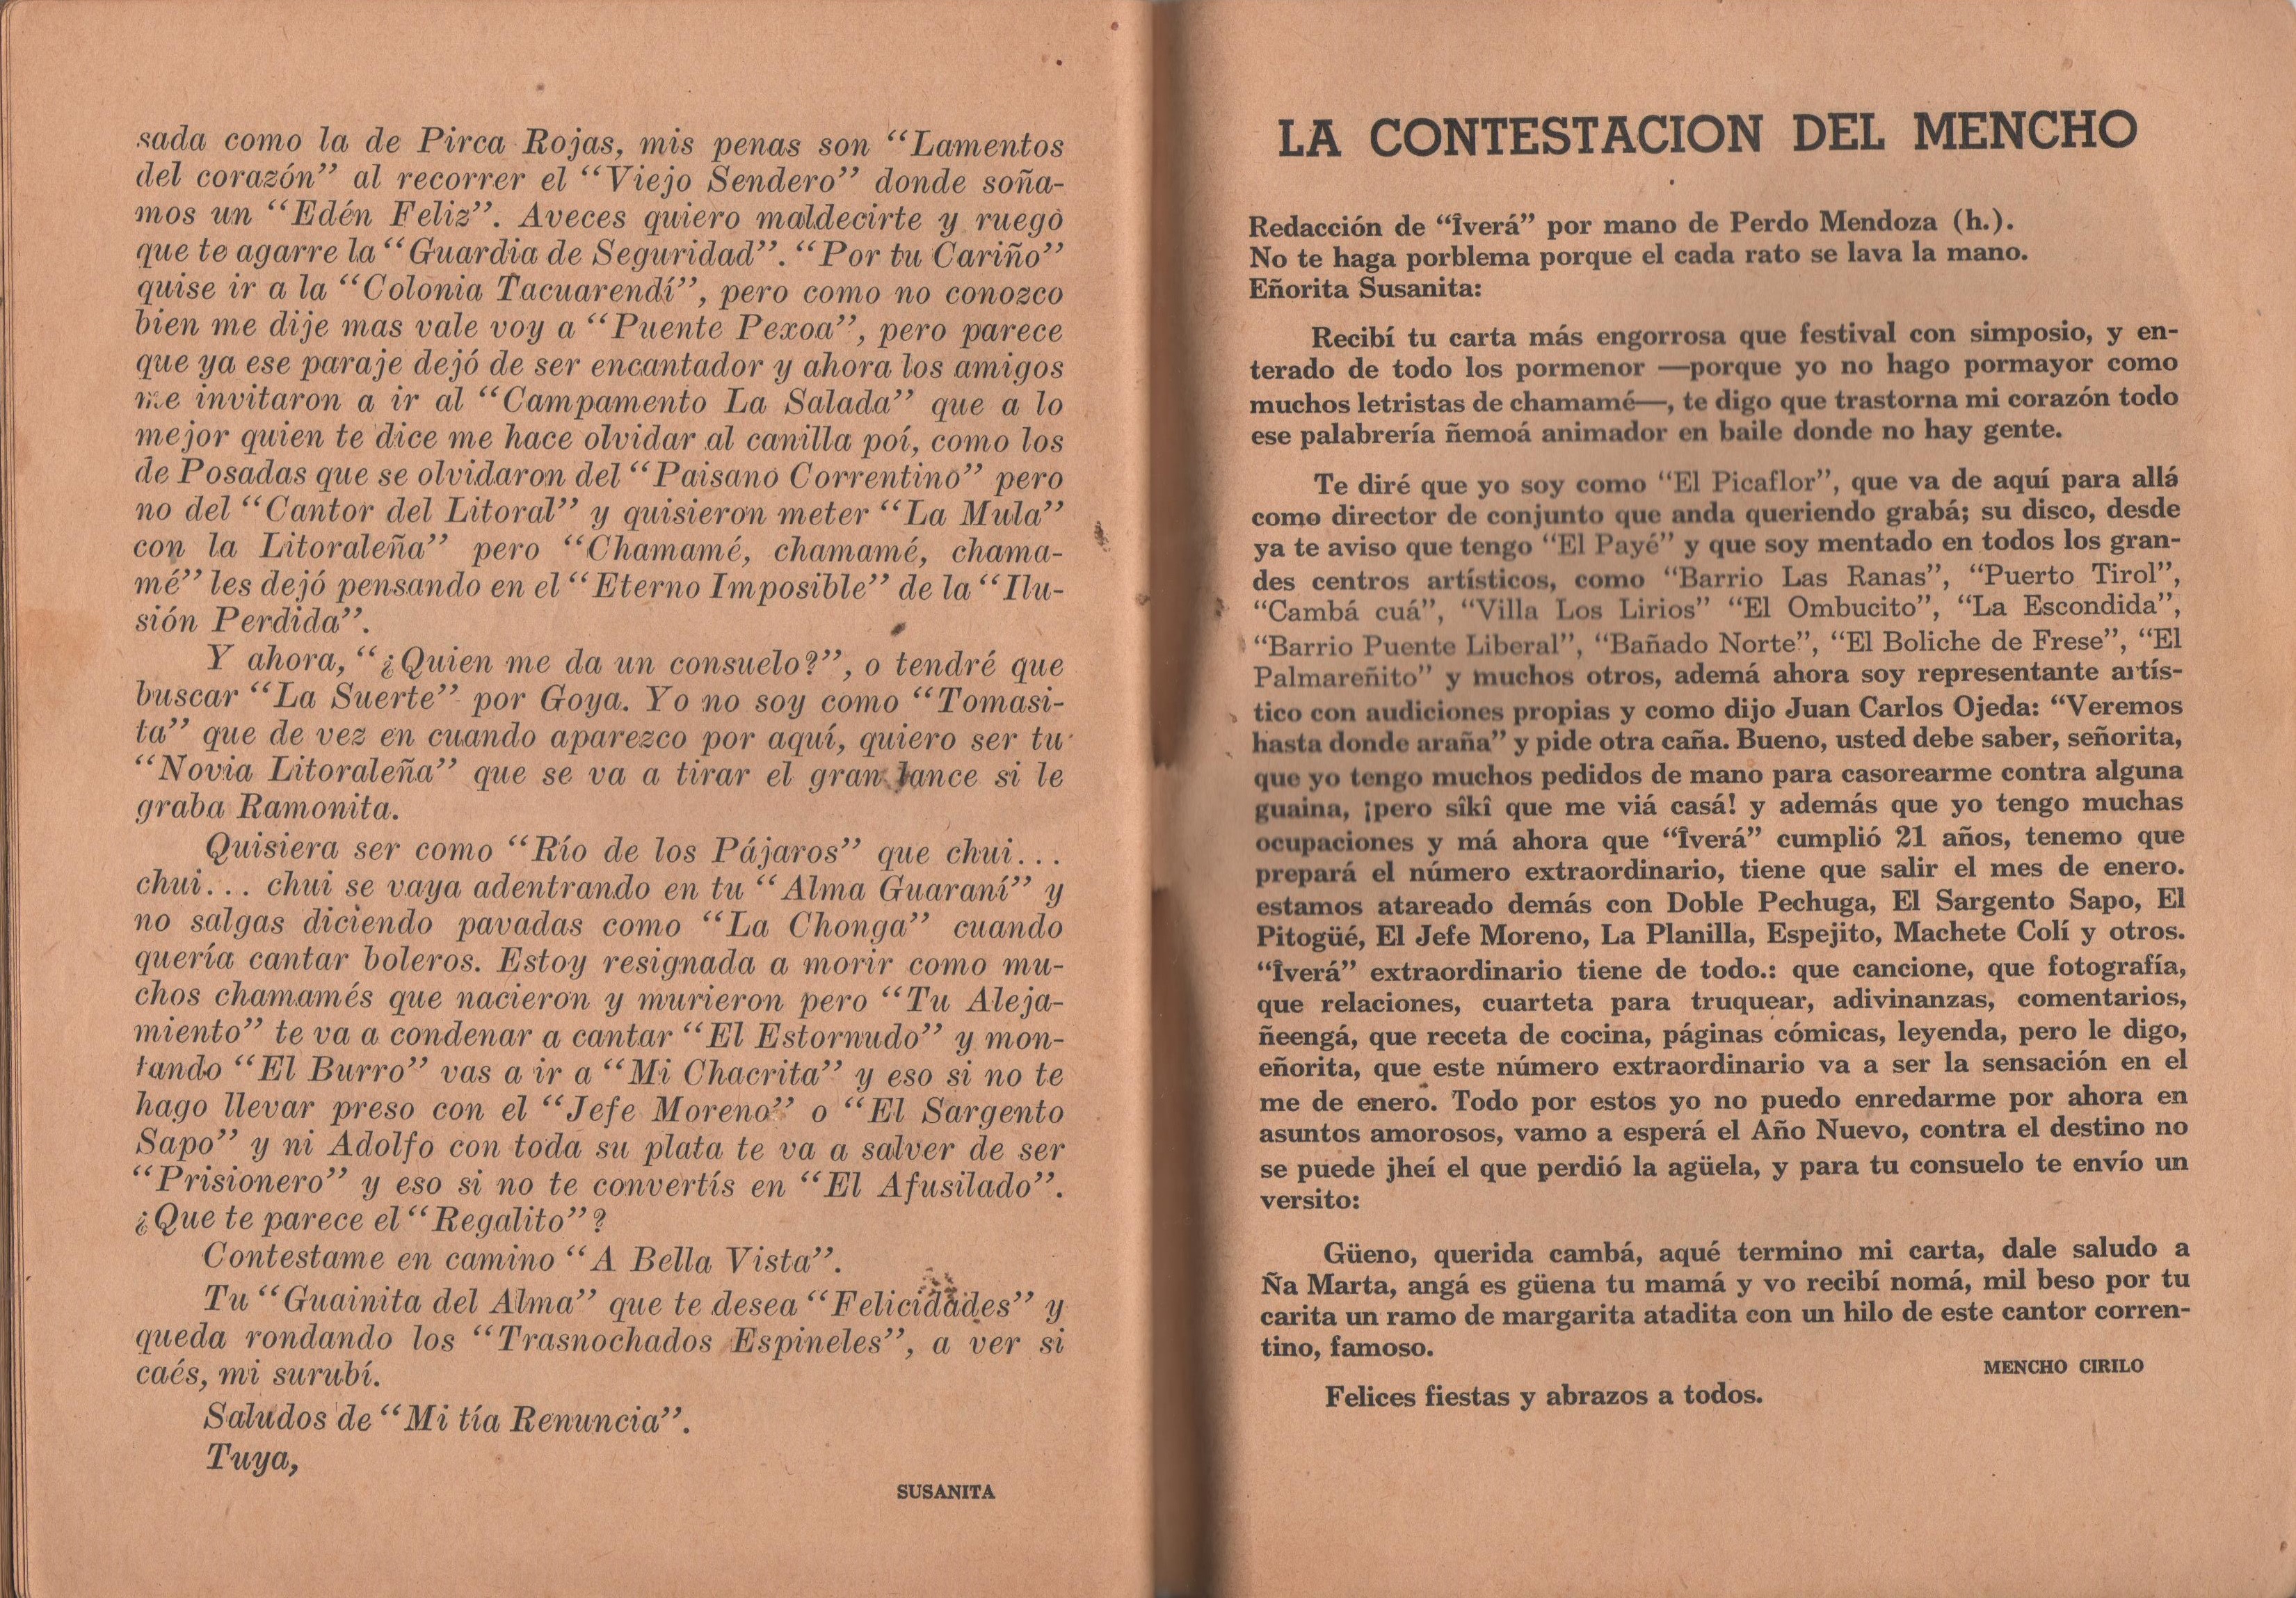 sada como la de Pirca Rojas, mis penas son “Lamentos
del corazón” al recorrer el “Viejo Sendero” donde soña-
mos un “Edén Feliz”. Aveces quiero maldecirte y ruego
que te agarre la “Guardia de Seguridad”. “Por tu Cariño”
quise ir a la “Colonia Tacuarendí”, pero como no conozco
bien me dije mas vale voy a “Puente Pexoa”, pero parece
que ya ese paraje dejó de ser encantador y ahora los amigos
me invitaron a ir al “Campamento La Salada” que a lo
mejor quien te dice me hace olvidar al canilla poí, como los
de Posadas que se olvidaron del “Paisano Correntino” pero
no del “Cantor del Litoral” y quisieron meter “La Mula”
con la Litoraleña” pero “Chamamé, chamamé, chama-
mé” les dejó pensando en el “Eterno Imposible” de la “Ilu-
sión Perdida”.
Y ahora, “¿Quien me da un consuelo?”, o tendré que
buscar “La Suerte” por Goya. Yo no soy como “Tomasi-
ta” que de vez en cuando aparezco por aquí, quiero ser tu
“Novia Litoraleña” que se va a tirar el gran lance si le
graba Ramonita.
Quisiera ser como “Río de los Pájaros” que chui...
chui... chui se vaya adentrando en tu “Alma Guaraní” y
no salgas diciendo pavadas como “La Chonga” cuando
quería cantar boleros. Estoy resignada a morir como mu-
chos chamamés que nacieron y murieron pero “Tu Aleja-
miento” te va a condenar a cantar “El Estornudo” y mon-
tando “El Burro” vas a ir a “Mi Chacrita” y eso si no te
hago llevar preso con el “Jefe Moreno” o “El Sargento
Sapo” y ni Adolfo con toda su plata te va a salver de ser
“Prisionero” y eso si no te convertís en “El Afusilado”.
¿Que te parece el “Regalito”?
Contestame en camino “A Bella Vista”.
Tu “Guainita del Alma” que te desea “Felicidades” y
queda rondando los “Trasnochados Espineles”, a ver si
caés, mi surubí.
Saludos de “Mi tía Renuncia”.
Tuya,
SUSANITA
LA CONTESTACION DEL MENCHO
Redacción de “Îverá” por mano de Perdo Mendoza (h.).
No te haga porblema porque el cada rato se lava la mano.
Eñorita Susanita:
Recibí tu carta más engorrosa que festival con simposio, y en-
terado de todo los pormenor —porque yo no hago pormayor como
muchos letristas de chamamé—, te digo que trastorna mi corazón todo
ese palabrería ñemoá animador en baile donde no hay gente.
Te diré que yo soy como “El Picaflor”, que va de aquí para allá
como director de conjunto que anda queriendo grabá; su disco, desde
ya te aviso que tengo “El Payé” y que soy mentado en todos los gran-
des centros artísticos, como “Barrio Las Ranas”, “Puerto Tirol”,
“Cambá cuá”, “Villa Los Lirios” “El Ombucito”, “La Escondida”,
“Barrio Puente Liberal”, “Bañado Norte”, “El Boliche de Frese”, “El
Palmareñito” y muchos otros, ademá ahora soy representante artís-
tico con audiciones propias y como dijo Juan Carlos Ojeda: “Veremos
hasta donde araña” y pide otra caña. Bueno, usted debe saber, señorita,
que yo tengo muchos pedidos de mano para casorearme contra alguna
guaina, ¡pero sîkî que me viá casá! y además que yo tengo muchas
ocupaciones y má ahora que “Îverá” cumplió 21 años, tenemo que
prepará el número extraordinario, tiene que salir el mes de enero.
estamos atareado demás con Doble Pechuga, El Sargento Sapo, El
Pitogüé, El Jefe Moreno, La Planilla, Espejito, Machete Colí y otros.
“Îverá” extraordinario tiene de todo.: que cancione, que fotografía,
que relaciones, cuarteta para truquear, adivinanzas, comentarios,
ñeengá, que receta de cocina, páginas cómicas, leyenda, pero le digo,
eñorita, que este número extraordinario va a ser la sensación en el
me de enero. Todo por estos yo no puedo enredarme por ahora en
asuntos amorosos, vamo a esperá el Año Nuevo, contra el destino no
se puede jheí el que perdió la agüela, y para tu consuelo te envío un
versito:
Güeno, querida cambá, aqué termino mi carta, dale saludo a
Ña Marta, angá es güena tu mamá y vo recibí nomá, mil beso por tu
carita un ramo de margarita atadita con un hilo de este cantor corren-
tino, famoso.
MENCHO CIRILO
Felices fiestas y abrazos a todos.